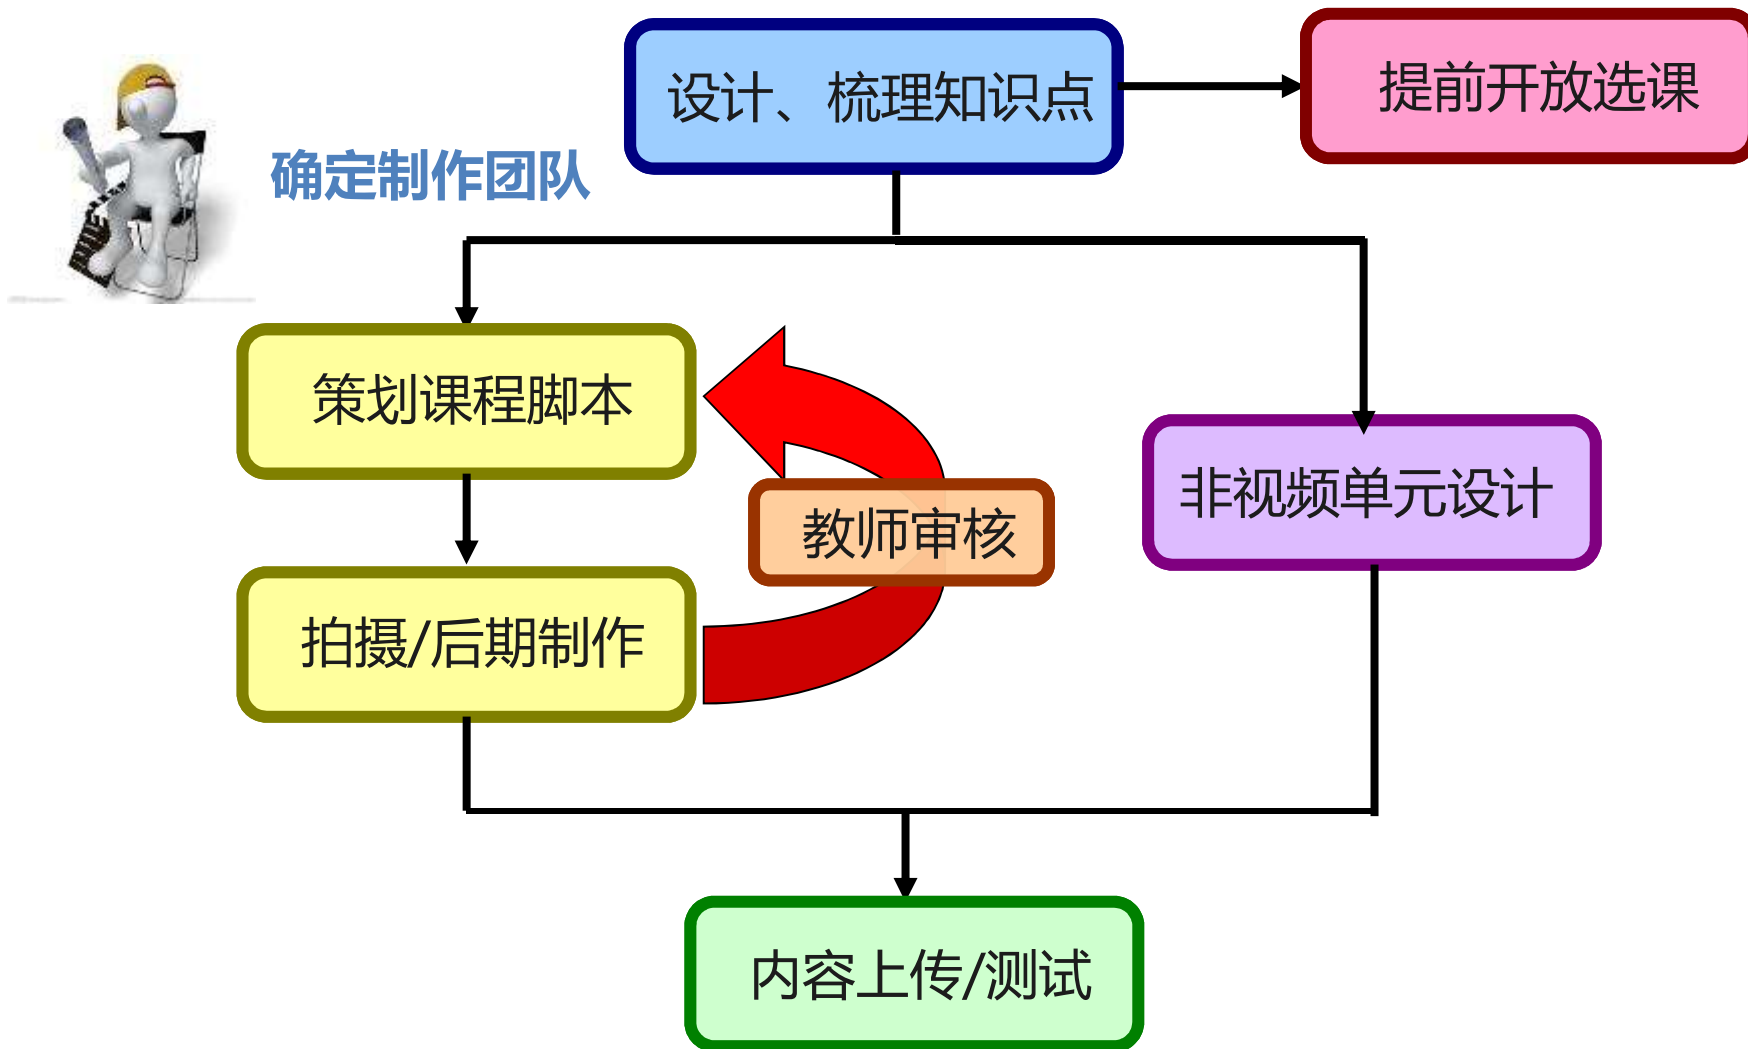 设计、梳理知识点
提前开放选课
确定制作团队
策划课程脚本
非视频单元设计
教师审核
拍摄/后期制作
内容上传/测试